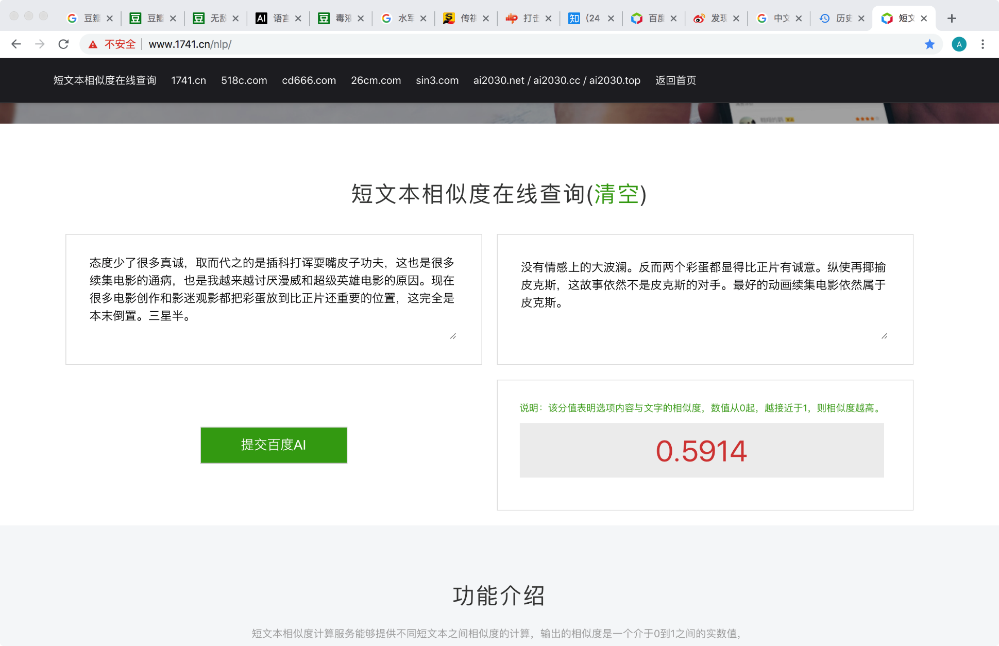 豆瓣
豆瓣
无敌
AI 语言
豆 毒液
水军
传祺
nlp 打击
知 (24
百度
发现
中文
历史
短文
不安全 www.1741.cn/nlp/
A
短文本相似度在线查询 1741.cn 518c.com cd666.com 26cm.com sin3.com ai2030.net / ai2030.cc / ai2030.top 返回首页
短文本相似度在线查询(清空)
态度少了很多真诚，取而代之的是插科打诨耍嘴皮子功夫，这也是很多
续集电影的通病，也是我越来越讨厌漫威和超级英雄电影的原因。现在
很多电影创作和影迷观影都把彩蛋放到比正片还重要的位置，这完全是
本末倒置。三星半。
没有情感上的大波澜。反而两个彩蛋都显得比正片有诚意。纵使再揶揄
皮克斯，这故事依然不是皮克斯的对手。最好的动画续集电影依然属于
皮克斯。
说明：该分值表明选项内容与文字的相似度，数值从0起，越接近于1，则相似度越高。
提交百度AI
0.5914
功能介绍
短文本相似度计算服务能够提供不同短文本之间相似度的计算，输出的相似度是一个介于0到1之间的实数值，